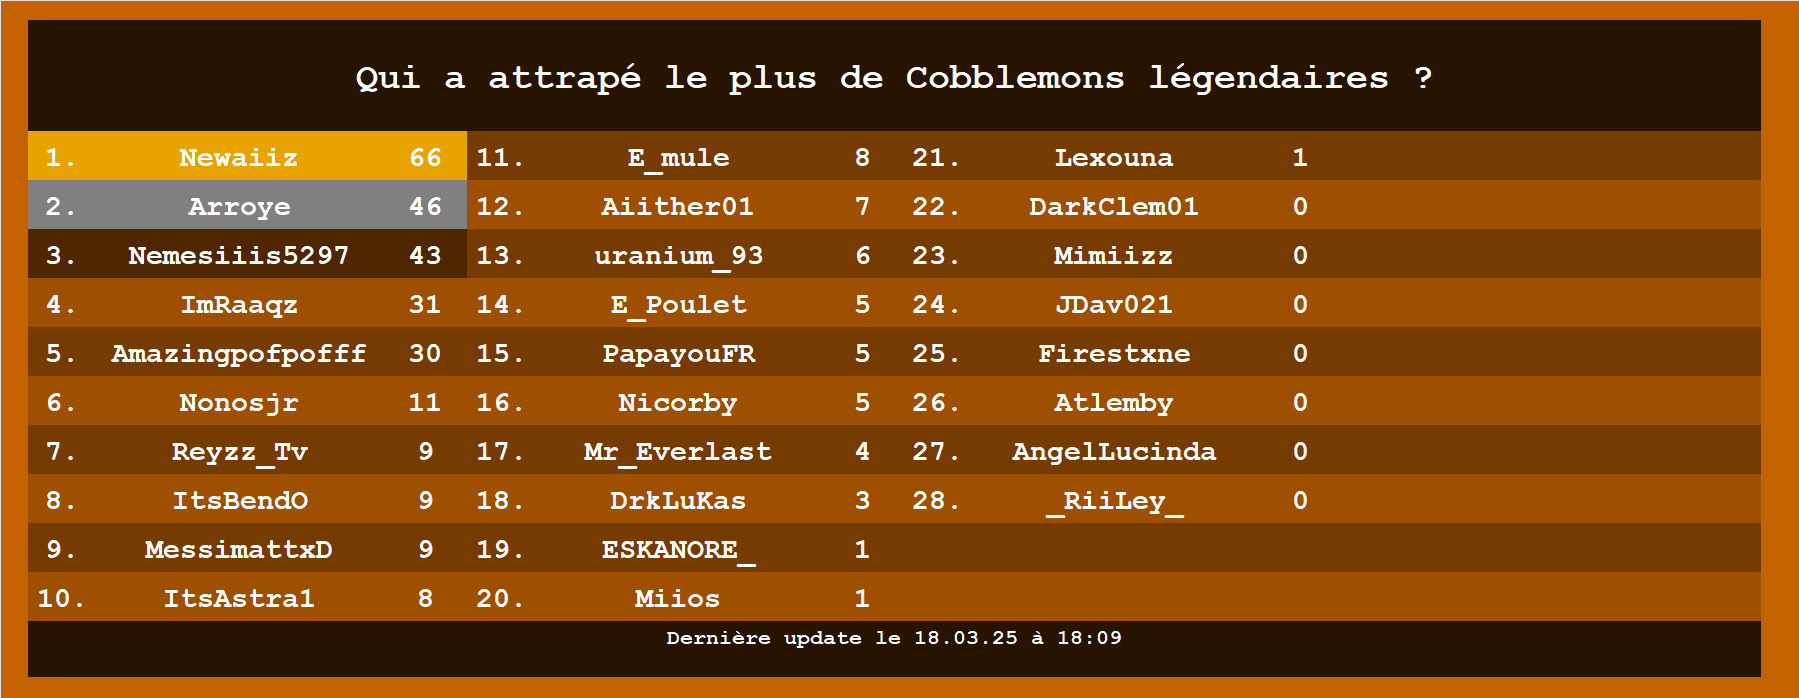 Qui a attrapé le plus de Cobblemons légendaires ?
1. Newaiiz 66 11. E_mule 8 21. Lexouna 1
2. Arroye 46 12. Aiither01 7 22. DarkClem01 0
3. Nemesiiis5297 43 13. uranium_93 6 23. Mimiizz 0
4. ImRaaqz 31 14. E_Poulet 5 24. JDav021 0
5. Amazingpofpofff 30 15. PapayouFR 5 25. Firestxne 0
6. Nonosjr 11 16. Nicorby 5 26. Atlemby 0
7. Reyzz_Tv 9 17. Mr_Everlast 4 27. AngelLucinda 0
8. ItsBendO 9 18. DrkLuKas 3 28. _RiiLey_ 0
9. MessimattxD 9 19. ESKANORE_ 1
10. ItsAstra1 8 20. Miios 1
Dernière update le 18.03.25 à 18:09